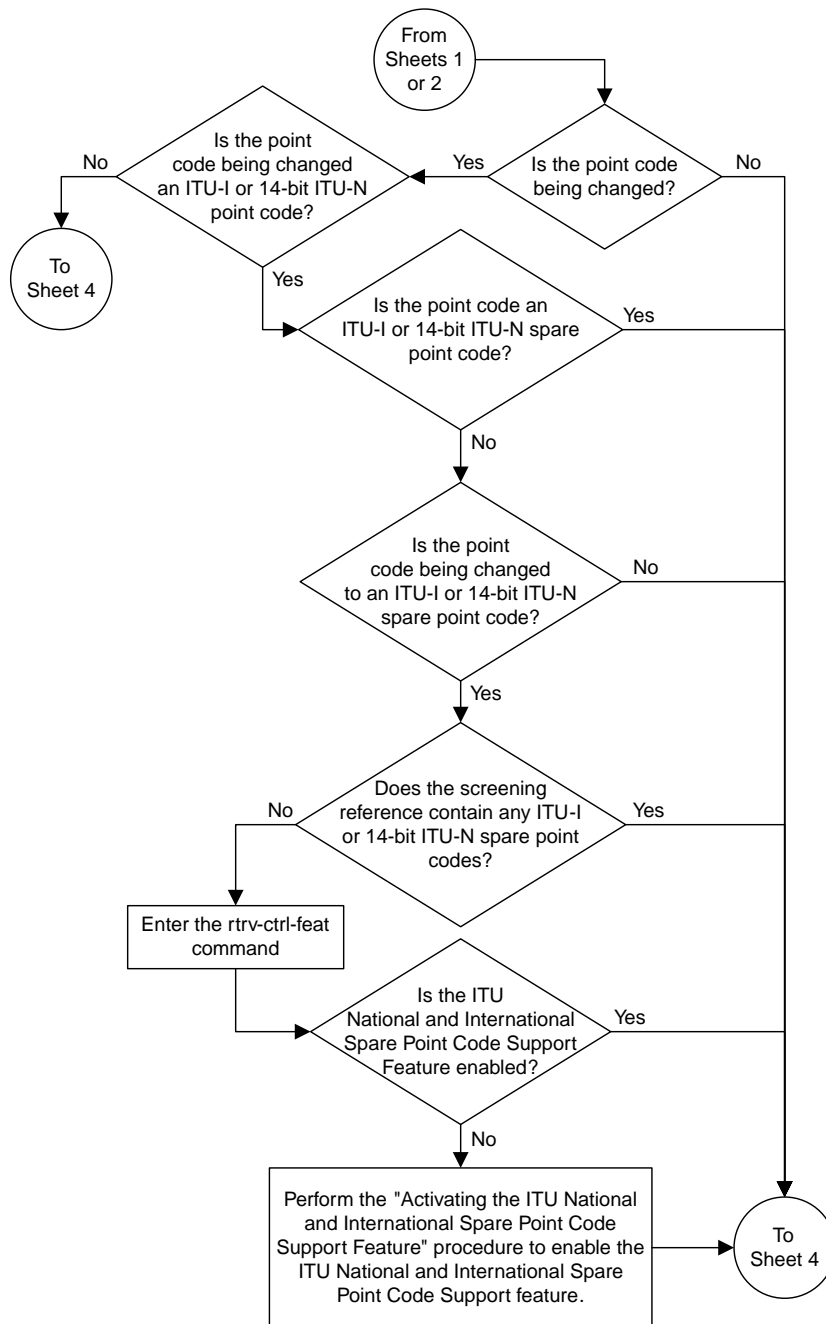 From
Sheets 1
or 2
Is the point code
being changed?
Yes
No
Is the point
code being changed
an ITU-I or 14-bit ITU-N
point code?
No
To
Sheet 4
Yes
Is the point code an
ITU-I or 14-bit ITU-N spare
point code?
Yes
No
Is the point
code being changed
to an ITU-I or 14-bit ITU-N
spare point code?
No
Yes
Does the screening
reference contain any ITU-I
or 14-bit ITU-N spare point
codes?
No
Yes
Enter the rtrv-ctrl-feat
command
Is the ITU
National and International
Spare Point Code Support
Feature enabled?
Yes
No
Perform the "Activating the ITU National
and International Spare Point Code
Support Feature" procedure to enable the
ITU National and International Spare
Point Code Support feature.
To
Sheet 4